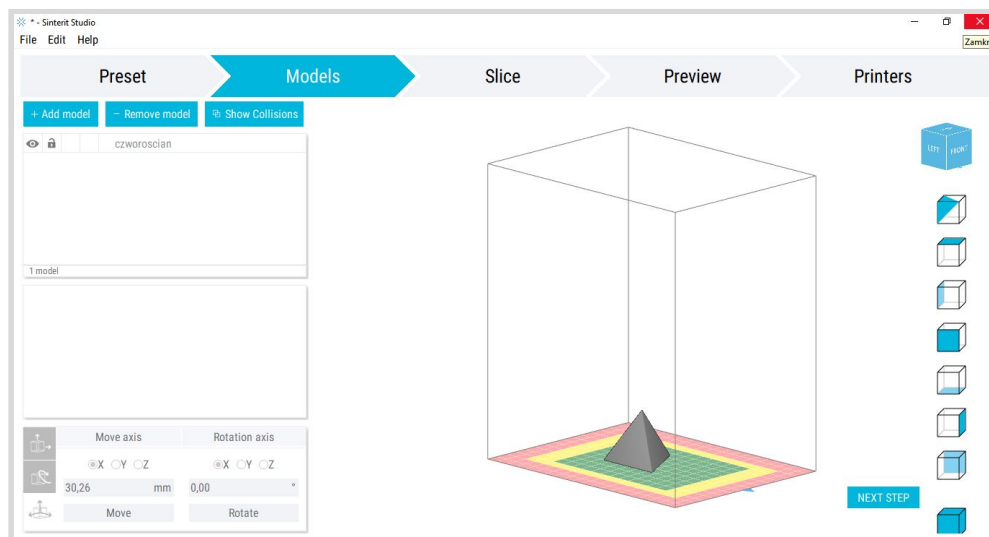 * - Sinterit Studio
File Edit Help
Zamkr
Preset Models Slice Preview Printers
+ Add model − Remove model Show Collisions
czworoscian
1 model
LEFT FRONT
Move axis Rotation axis
X Y Z X Y Z
30,26 mm 0,00 °
Move Rotate
NEXT STEP